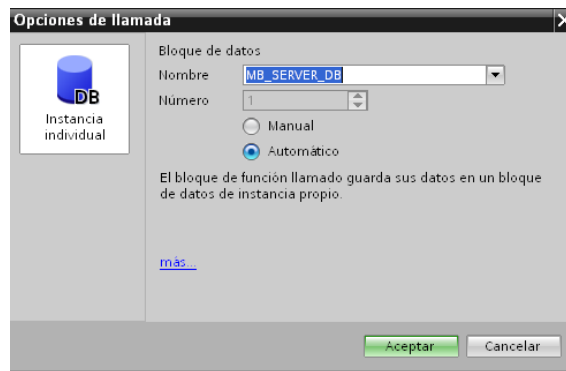 Opciones de llamada
DB
Instancia
individual
Bloque de datos
Nombre MB_SERVER_DB
Número 1
Manual
Automático
El bloque de función llamado guarda sus datos en un bloque
de datos de instancia propio.
más...
Aceptar Cancelar